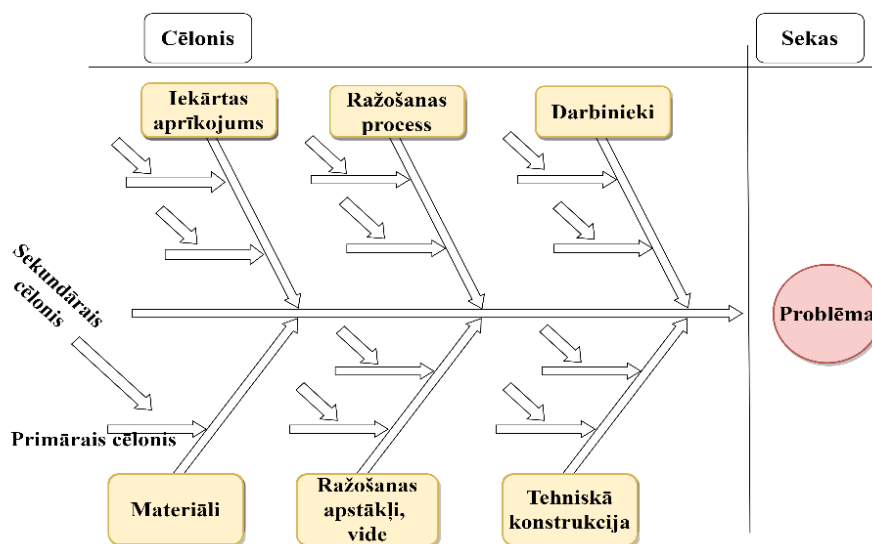 Cēlonis
Sekas
Iekārtas
aprīkojums
Ražošanas
process
Darbinieki
Sekundārais
cēlonis
Problēma
Primārais cēlonis
Materiāli
Ražošanas
apstākļi,
vide
Tehniskā
konstrukcija